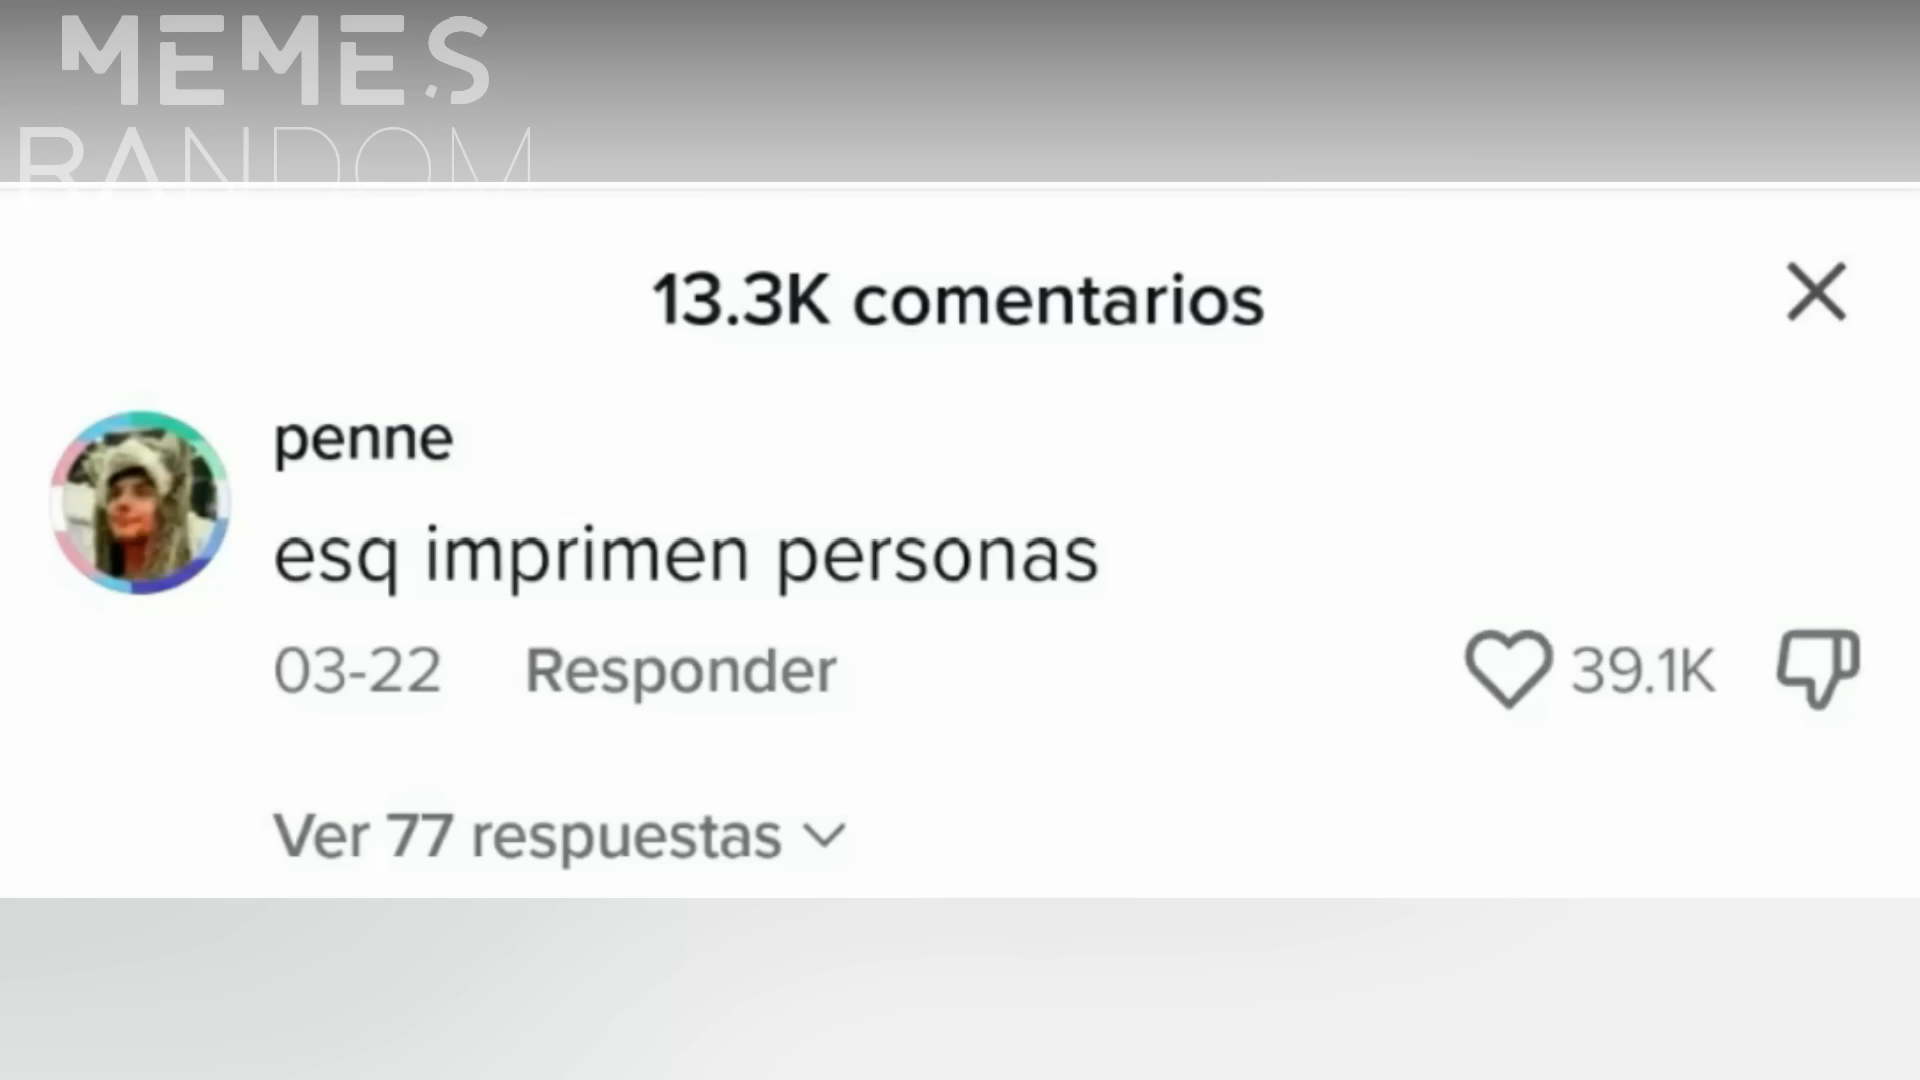 MEMES
RANDOM
13.3K comentarios
penne
esq imprimen personas
03-22 Responder 39.1K
Ver 77 respuestas